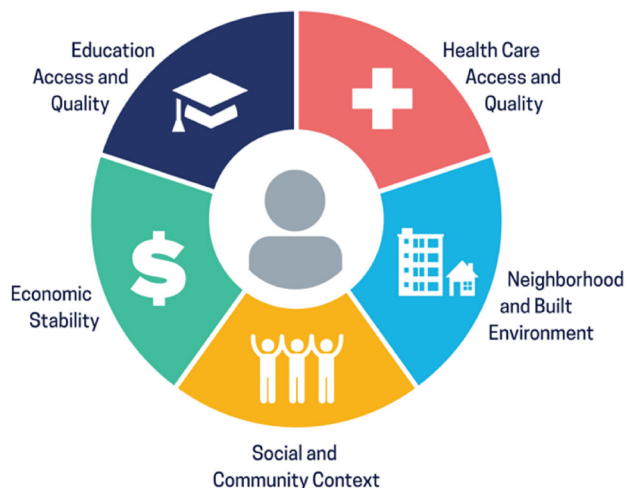 Education
Access and
Quality
Health Care
Access and
Quality
$
Economic
Stability
Neighborhood
and Built
Environment
Social and
Community Context